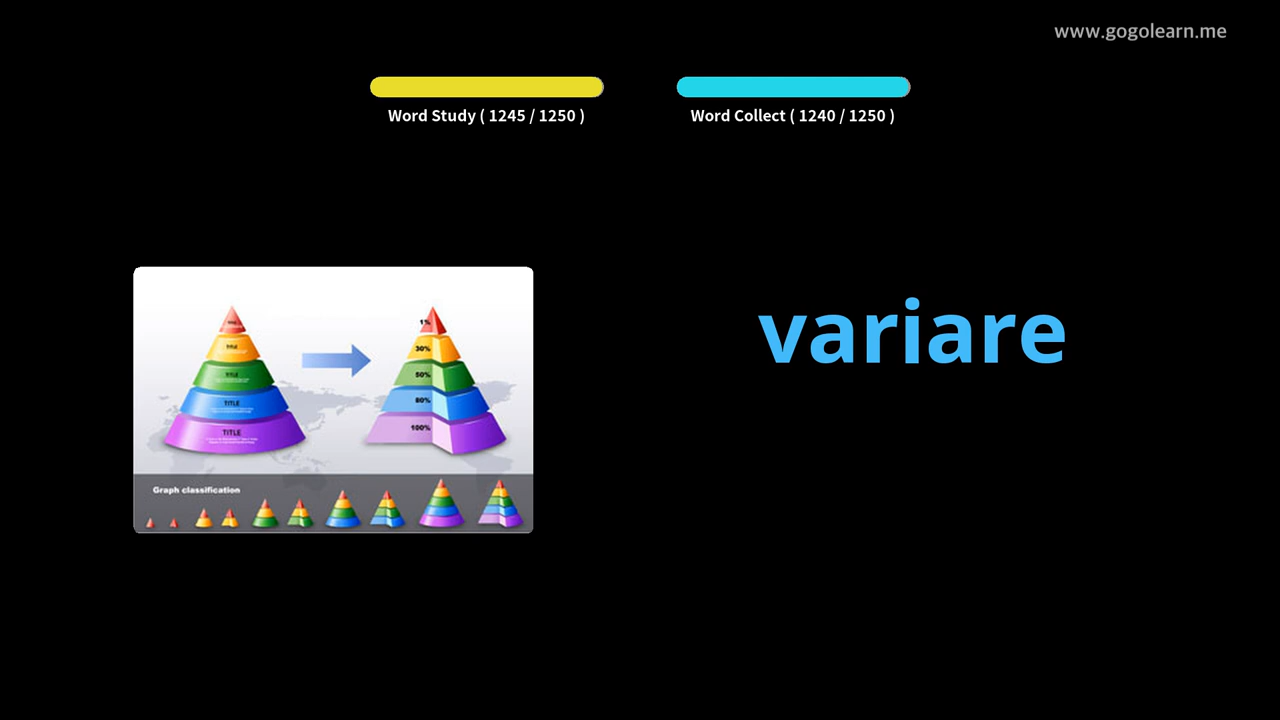 www.gogolearn.me
Word Study ( 1245 / 1250 )
Word Collect ( 1240 / 1250 )
variare
TITLE
TITLE
TITLE
TITLE
1%
30%
50%
80%
100%
Graph classification